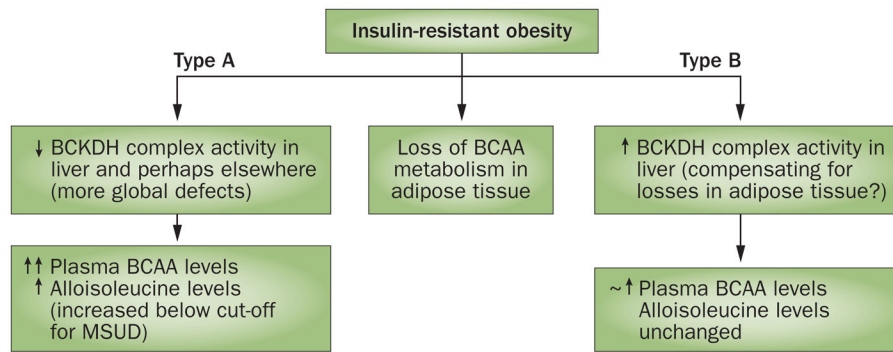 Insulin-resistant obesity
Type A
Type B
↓ BCKDH complex activity in
liver and perhaps elsewhere
(more global defects)
Loss of BCAA
metabolism in
adipose tissue
↑ BCKDH complex activity in
liver (compensating for
losses in adipose tissue?)
↑↑ Plasma BCAA levels
↑ Alloisoleucine levels
(increased below cut-off
for MSUD)
~↑ Plasma BCAA levels
Alloisoleucine levels
unchanged